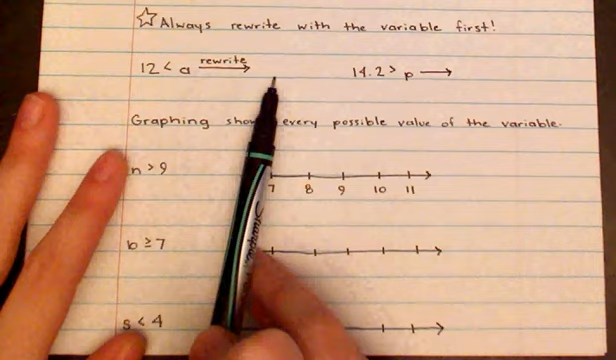 ☆ Always rewrite with the variable first!
12 < a rewrite → 14.2 > p →
Graphing every possible value of the variable.
n > 9
7 8 9 10 11
b ≥ 7
s < 4
Sharpie